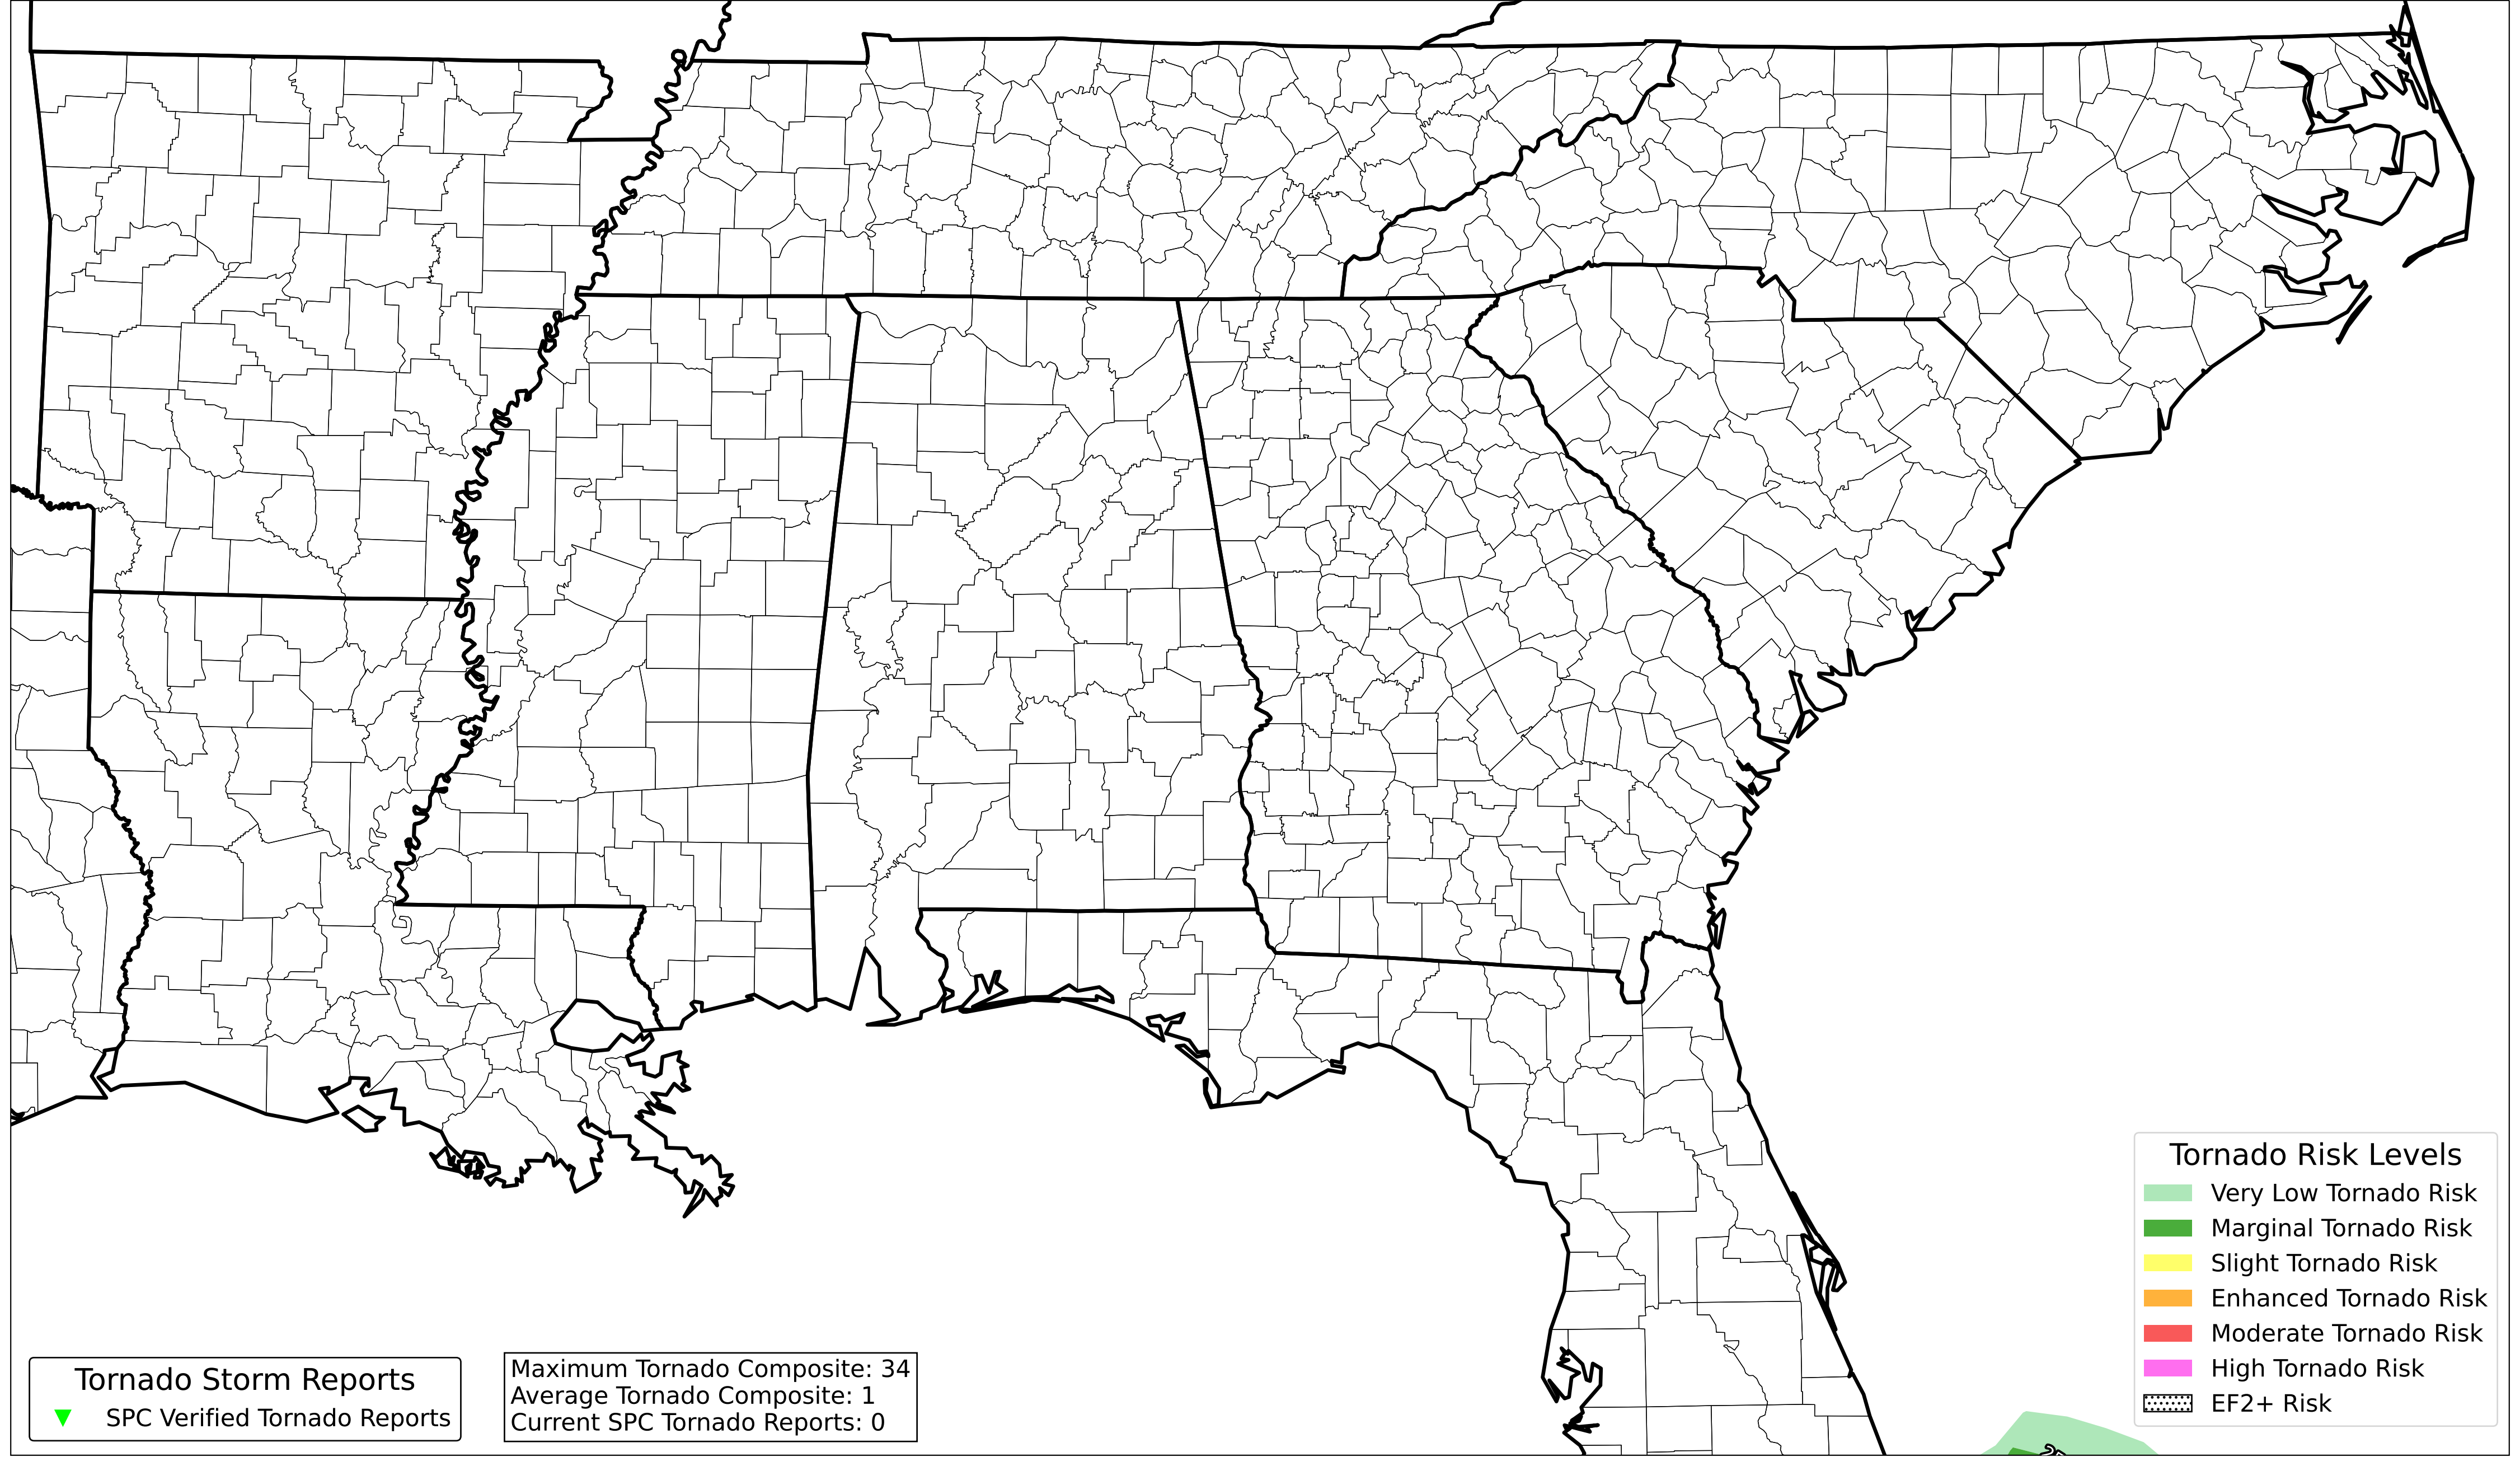 Tornado Risk Levels
Very Low Tornado Risk
Marginal Tornado Risk
Slight Tornado Risk
Enhanced Tornado Risk
Moderate Tornado Risk
High Tornado Risk
EF2+ Risk
Tornado Storm Reports
SPC Verified Tornado Reports
Maximum Tornado Composite: 34
Average Tornado Composite: 1
Current SPC Tornado Reports: 0